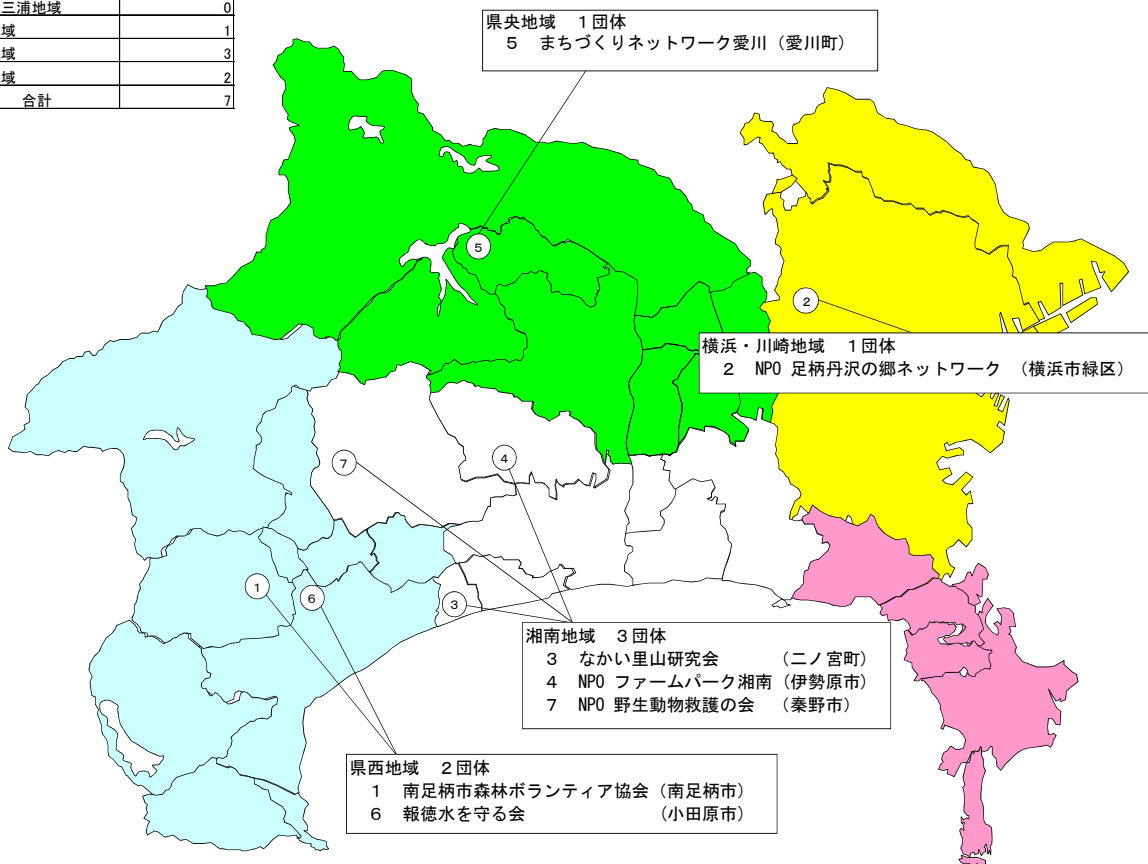 三浦地域 0
域 1
域 3
域 2
合計 7
県央地域 1団体
5 まちづくりネットワーク愛川（愛川町）
5
2
横浜・川崎地域 1団体
2 NPO 足柄丹沢の郷ネットワーク （横浜市緑区）
7
4
1
6
3
湘南地域 3団体
3 なかい里山研究会 （二ノ宮町）
4 NPO ファームパーク湘南（伊勢原市）
7 NPO 野生動物救護の会 （秦野市）
県西地域 2団体
1 南足柄市森林ボランティア協会（南足柄市）
6 報徳水を守る会 （小田原市）